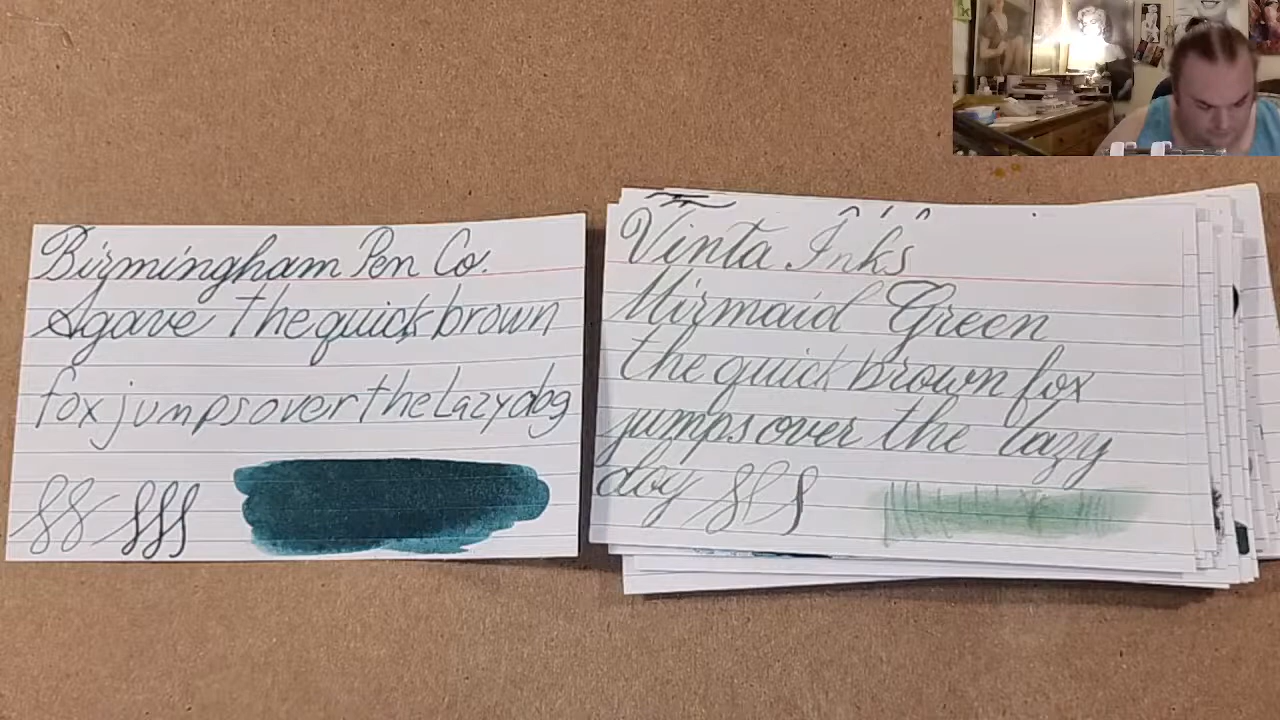 Birmingham Pen Co.
Agave the quick brown
fox jumps over the Lazy dog
Vinta Inks
Mirmaid Green
the quick brown fox
jumps over the lazy
dog